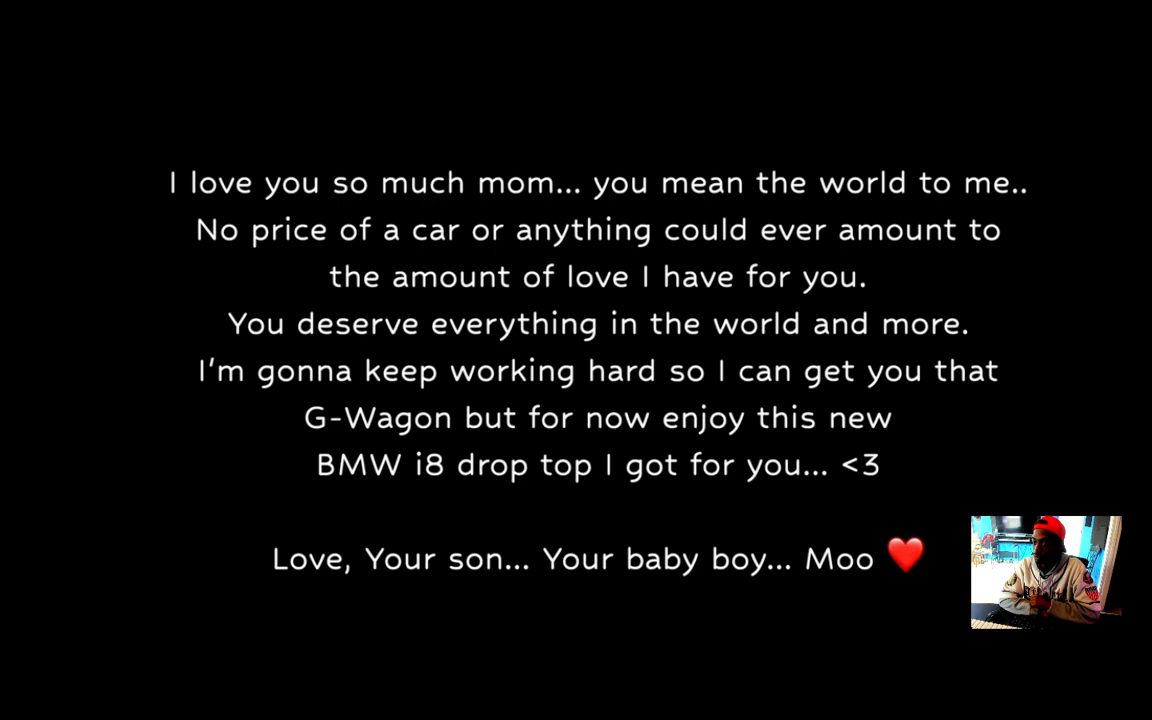 I love you so much mom... you mean the world to me..
No price of a car or anything could ever amount to
the amount of love I have for you.
You deserve everything in the world and more.
I'm gonna keep working hard so I can get you that
G-Wagon but for now enjoy this new
BMW i8 drop top I got for you... <3
Love, Your son... Your baby boy... Moo ❤️